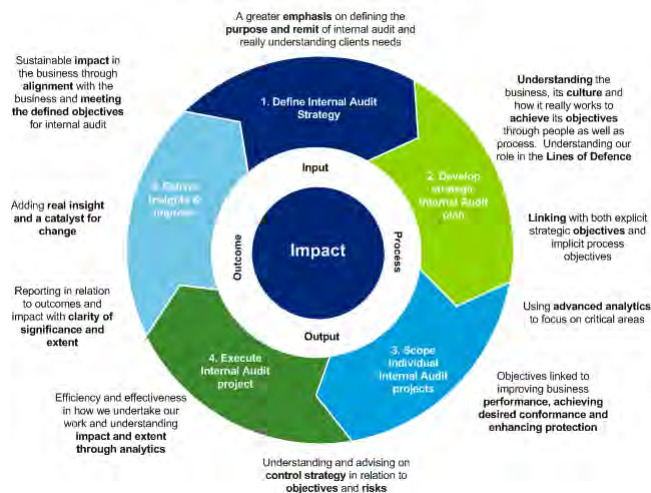 A greater emphasis on defining the
purpose and remit of internal audit and
really understanding clients needs
Sustainable impact in
the business through
alignment with the
business and meeting
the defined objectives
for internal audit
Understanding the
business, its culture and
how it really works to
achieve its objectives
through people as well as
process. Understanding our
role in the Lines of Defence
1. Define Internal Audit
Strategy
2. Develop
strategic
Internal Audit
plan
Insights &
Input
Process
Output
Outcome
Impact
Adding real insight
and a catalyst for
change
Linking with both explicit
strategic objectives and
implicit process
objectives
Reporting in relation
to outcomes and
impact with clarity of
significance and
extent
Using advanced analytics
to focus on critical areas
4. Execute
Internal Audit
project
3. Scope
Individual
Internal Audit
projects
Objectives linked to
improving business
performance, achieving
desired conformance and
enhancing protection
Efficiency and effectiveness
in how we undertake our
work and understanding
impact and extent
through analytics
Understanding and advising on
control strategy in relation to
objectives and risks